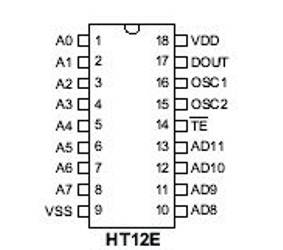 A0 1 18 VDD
A1 2 17 DOUT
A2 3 16 OSC1
A3 4 15 OSC2
A4 5 14 T̅E̅
A5 6 13 AD11
A6 7 12 AD10
A7 8 11 AD9
VSS 9 10 AD8
HT12E